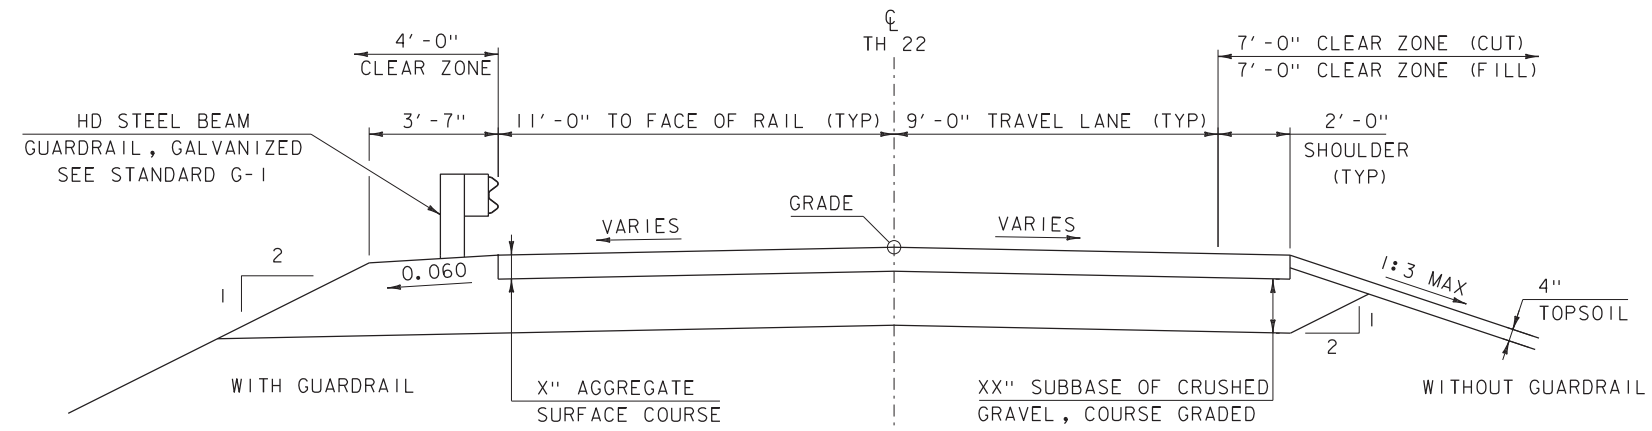 ℄
TH 22
4'-0"
CLEAR ZONE
7'-0" CLEAR ZONE (CUT)
7'-0" CLEAR ZONE (FILL)
HD STEEL BEAM
GUARDRAIL, GALVANIZED
SEE STANDARD G-1
3'-7"
11'-0" TO FACE OF RAIL (TYP)
9'-0" TRAVEL LANE (TYP)
2'-0"
SHOULDER
(TYP)
GRADE
VARIES
VARIES
2
1
0.060
1:3 MAX
4"
TOPSOIL
1
2
WITH GUARDRAIL
X" AGGREGATE
SURFACE COURSE
XX" SUBBASE OF CRUSHED
GRAVEL, COURSE GRADED
WITHOUT GUARDRAIL